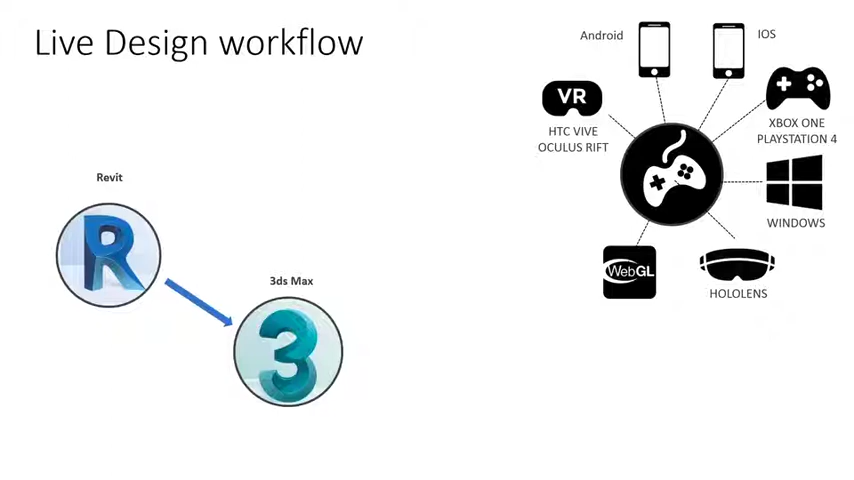 Live Design workflow
Android
IOS
VR
HTC VIVE
OCULUS RIFT
XBOX ONE
PLAYSTATION 4
WINDOWS
WebGL
HOLOLENS
Revit
R
3ds Max
3